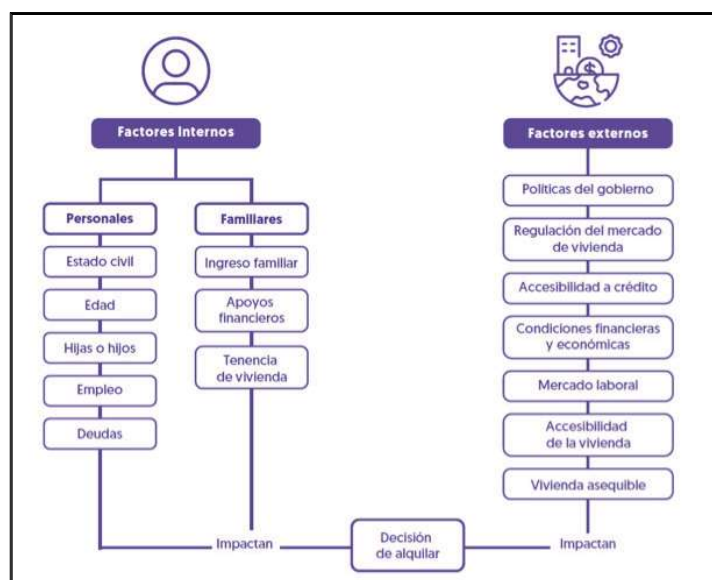 Factores Internos
Personales
Estado civil
Edad
Hijas o hijos
Empleo
Deudas
Familiares
Ingreso familiar
Apoyos
financieros
Tenencia
de vivienda
Impactan
Decisión
de alquilar
Factores externos
Políticas del gobierno
Regulación del mercado
de vivienda
Accesibilidad a crédito
Condiciones financieras
y económicas
Mercado laboral
Accesibilidad
de la vivienda
Vivienda asequible
Impactan